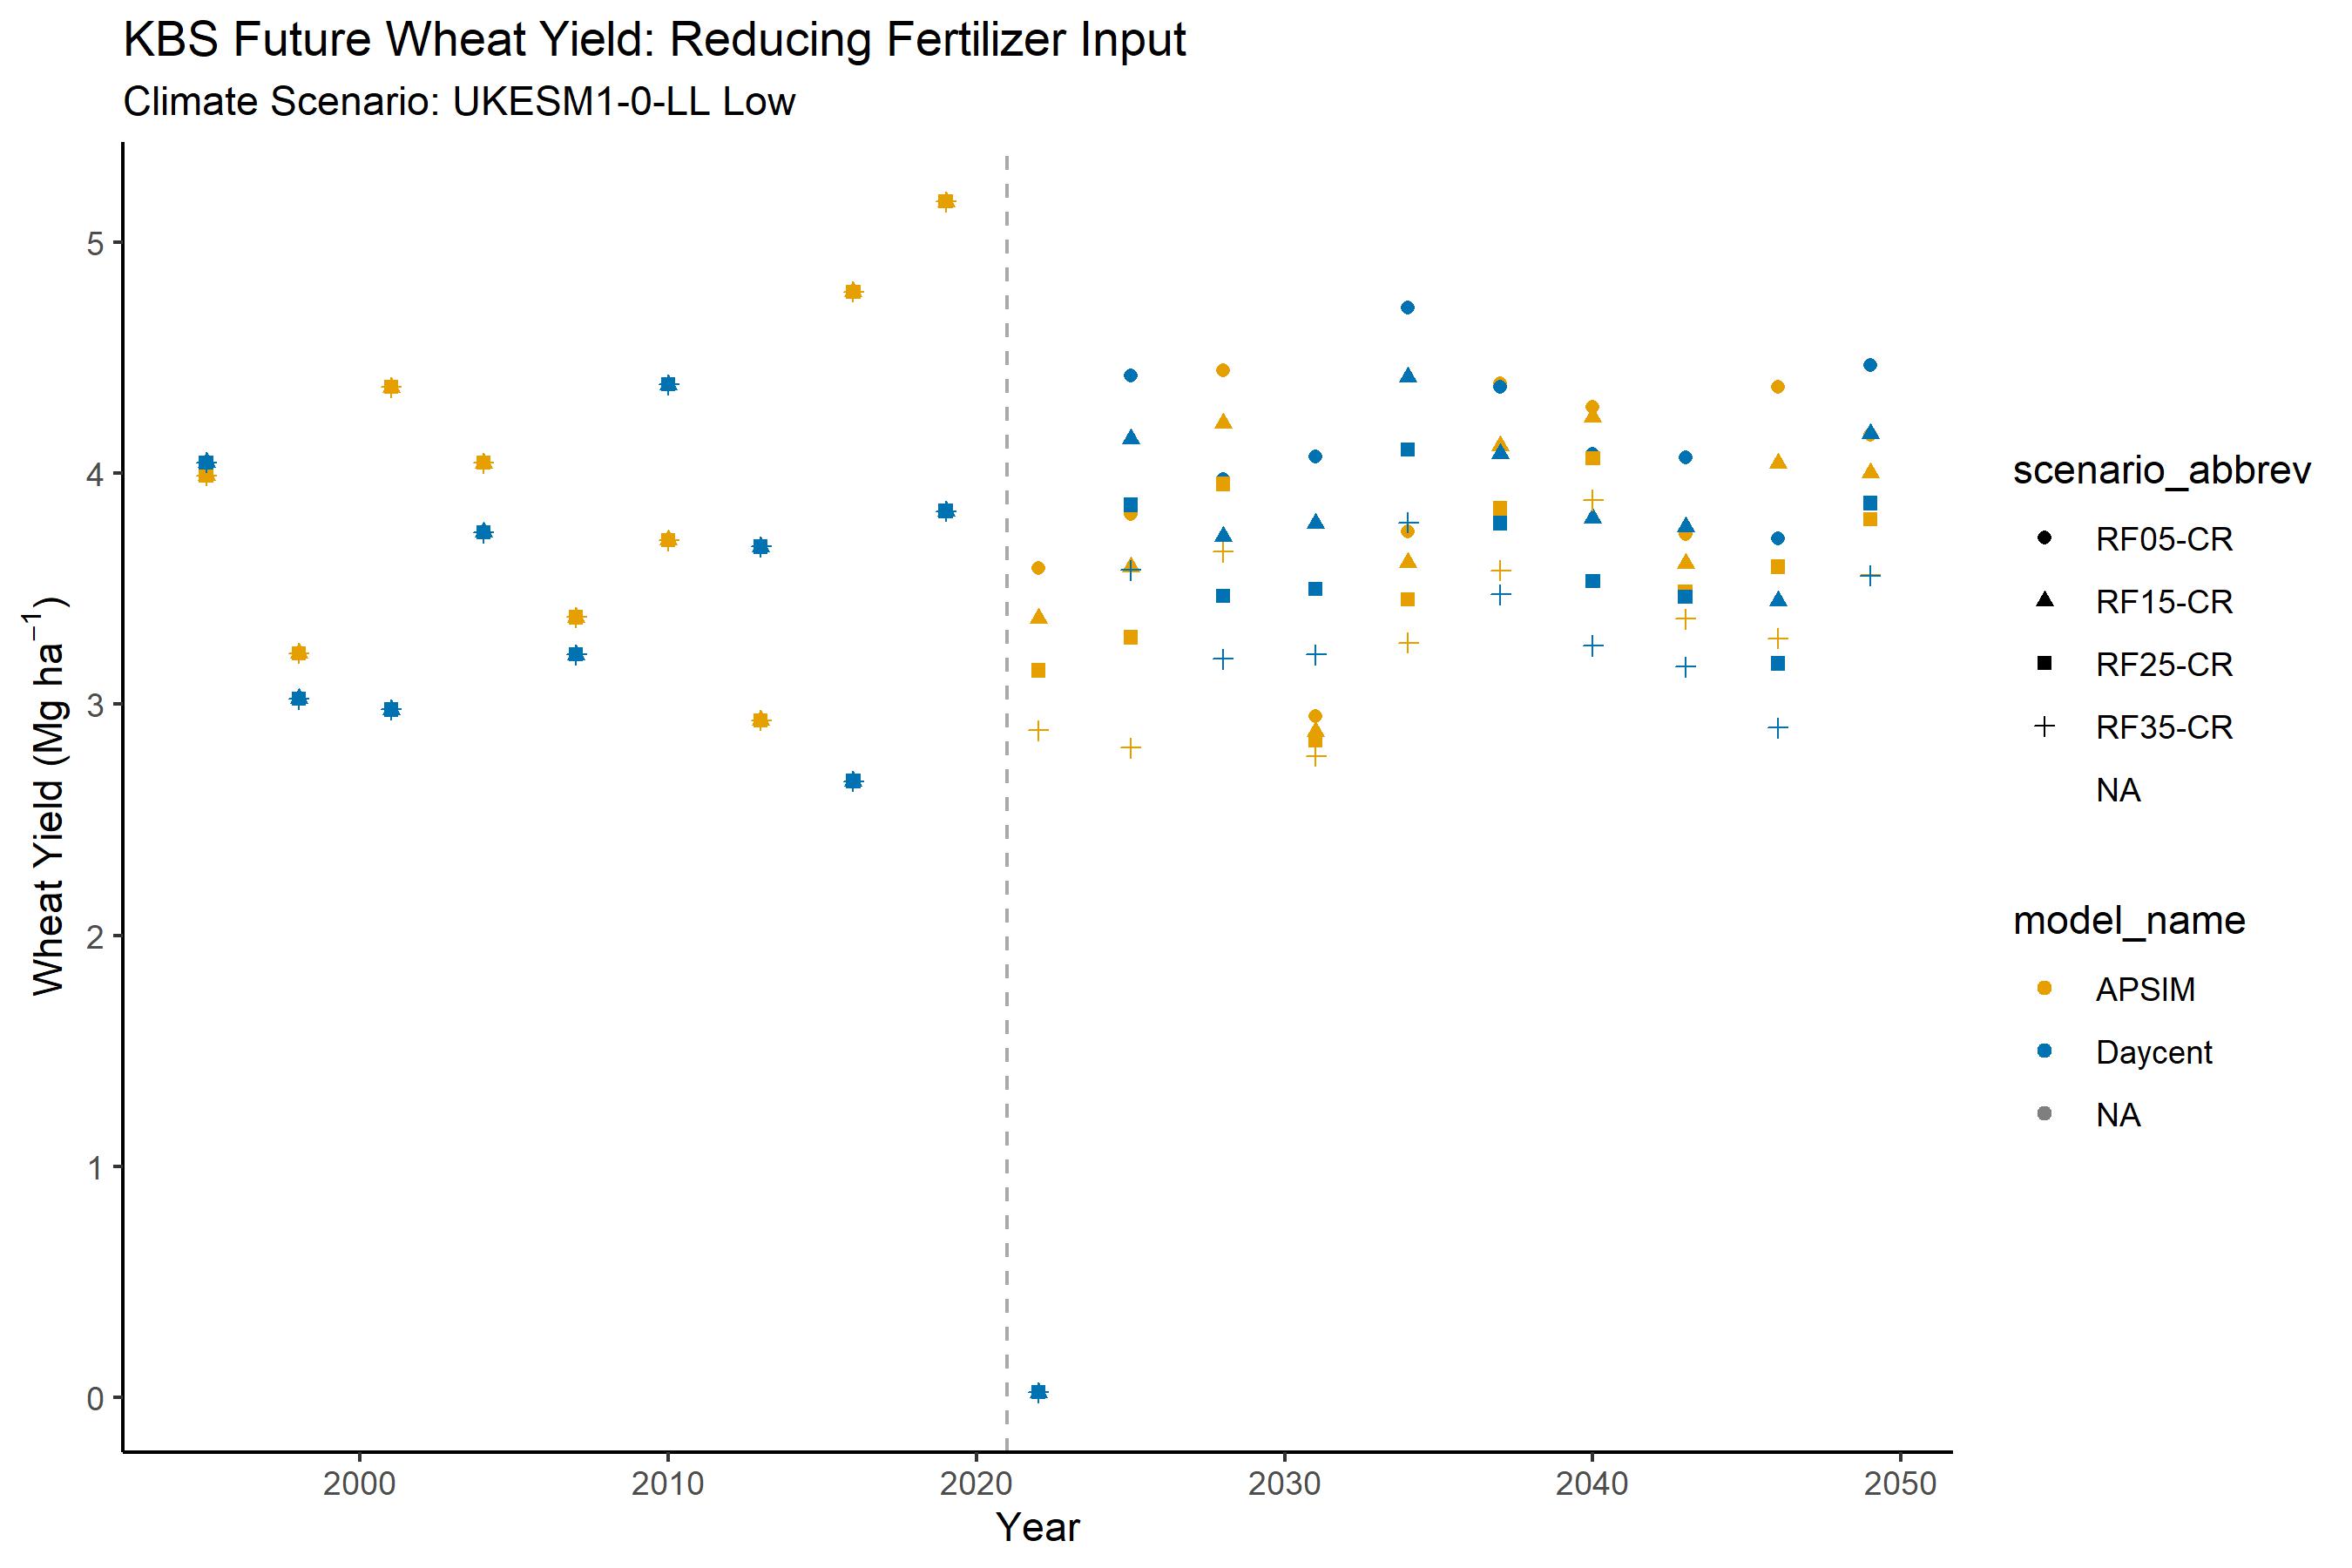 KBS Future Wheat Yield: Reducing Fertilizer Input
Climate Scenario: UKESM1-0-LL Low
Wheat Yield (Mg ha⁻¹)
5
4
3
2
1
0
2000
2010
2020
2030
2040
2050
Year
scenario_abbrev
RF05-CR
RF15-CR
RF25-CR
RF35-CR
NA
model_name
APSIM
Daycent
NA